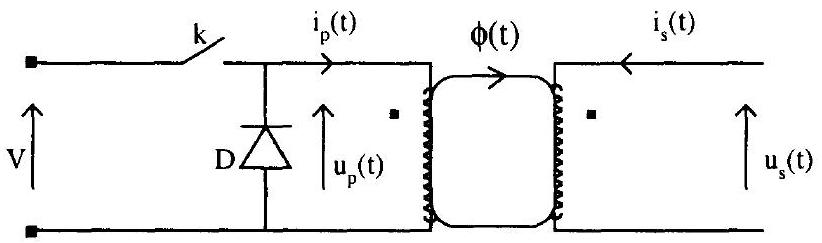 k
i_p(t)
ϕ(t)
i_s(t)
V
D
u_p(t)
u_s(t)